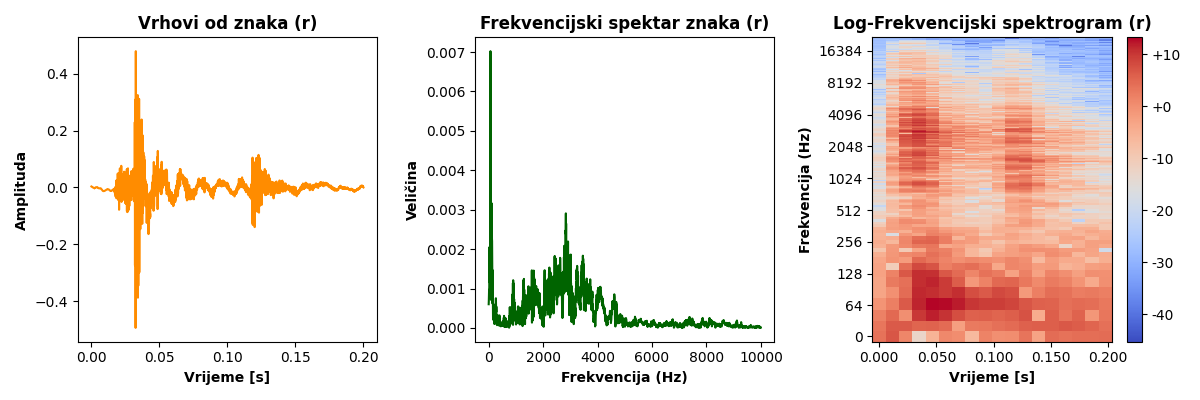 Vrhovi od znaka (r)
Amplituda
0.4
0.2
0.0
−0.2
−0.4
0.00 0.05 0.10 0.15 0.20
Vrijeme [s]
Frekvencijski spektar znaka (r)
Veličina
0.007
0.006
0.005
0.004
0.003
0.002
0.001
0.000
0 2000 4000 6000 8000 10000
Frekvencija (Hz)
Log-Frekvencijski spektrogram (r)
Frekvencija (Hz)
16384
8192
4096
2048
1024
512
256
128
64
0
0.000 0.050 0.100 0.150 0.200
Vrijeme [s]
+10
+0
-10
-20
-30
-40